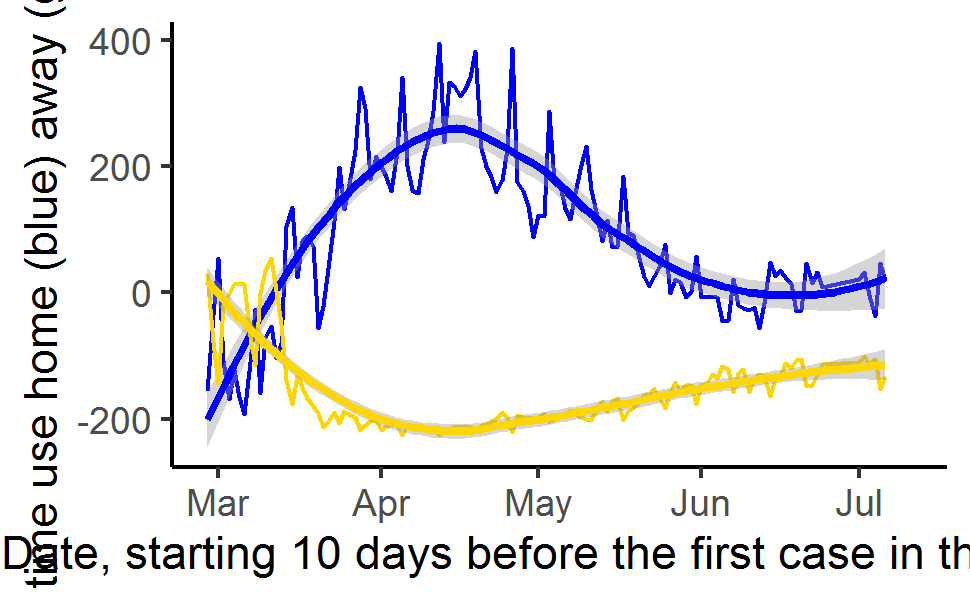 time use home (blue) away (
400
200
0
-200
Mar Apr May Jun Jul
Date, starting 10 days before the first case in th